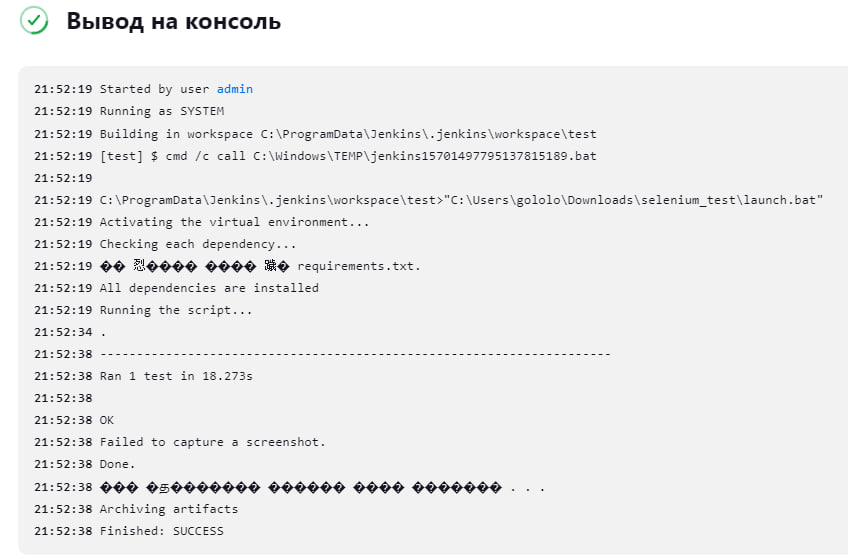 Вывод на консоль
21:52:19 Started by user admin
21:52:19 Running as SYSTEM
21:52:19 Building in workspace C:\ProgramData\Jenkins\.jenkins\workspace\test
21:52:19 [test] $ cmd /c call C:\Windows\TEMP\jenkins15701497795137815189.bat
21:52:19
21:52:19 C:\ProgramData\Jenkins\.jenkins\workspace\test>"C:\Users\gololo\Downloads\selenium_test\launch.bat"
21:52:19 Activating the virtual environment...
21:52:19 Checking each dependency...
21:52:19 �� ����� ���� � requirements.txt.
21:52:19 All dependencies are installed
21:52:19 Running the script...
21:52:34 .
21:52:38 ----------------------------------------------------------------------
21:52:38 Ran 1 test in 18.273s
21:52:38
21:52:38 OK
21:52:38 Failed to capture a screenshot.
21:52:38 Done.
21:52:38 ��� �������� ������ ���� ������� . . .
21:52:38 Archiving artifacts
21:52:38 Finished: SUCCESS